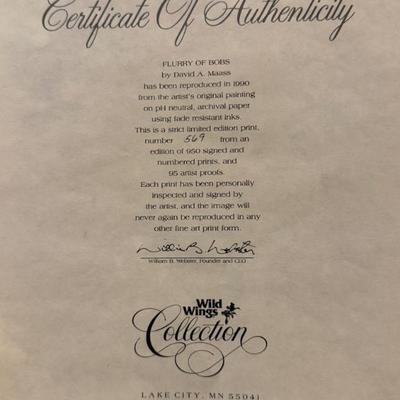 Certificate Of Authenticity
FLURRY OF BOBS
by David A. Maass
has been reproduced in 1990
from the artist's original painting
on pH neutral, archival paper
using fade resistant inks.
This is a strict limited edition print,
number 569 from an
edition of 950 signed and
numbered prints, and
95 artist proofs.
Each print has been personally
inspected and signed by
the artist, and the image will
never again be reproduced in any
other fine art print form.
William B. Webster
William B. Webster, Founder and CEO
Wild
Wings
Collection
LAKE CITY, MN 55041